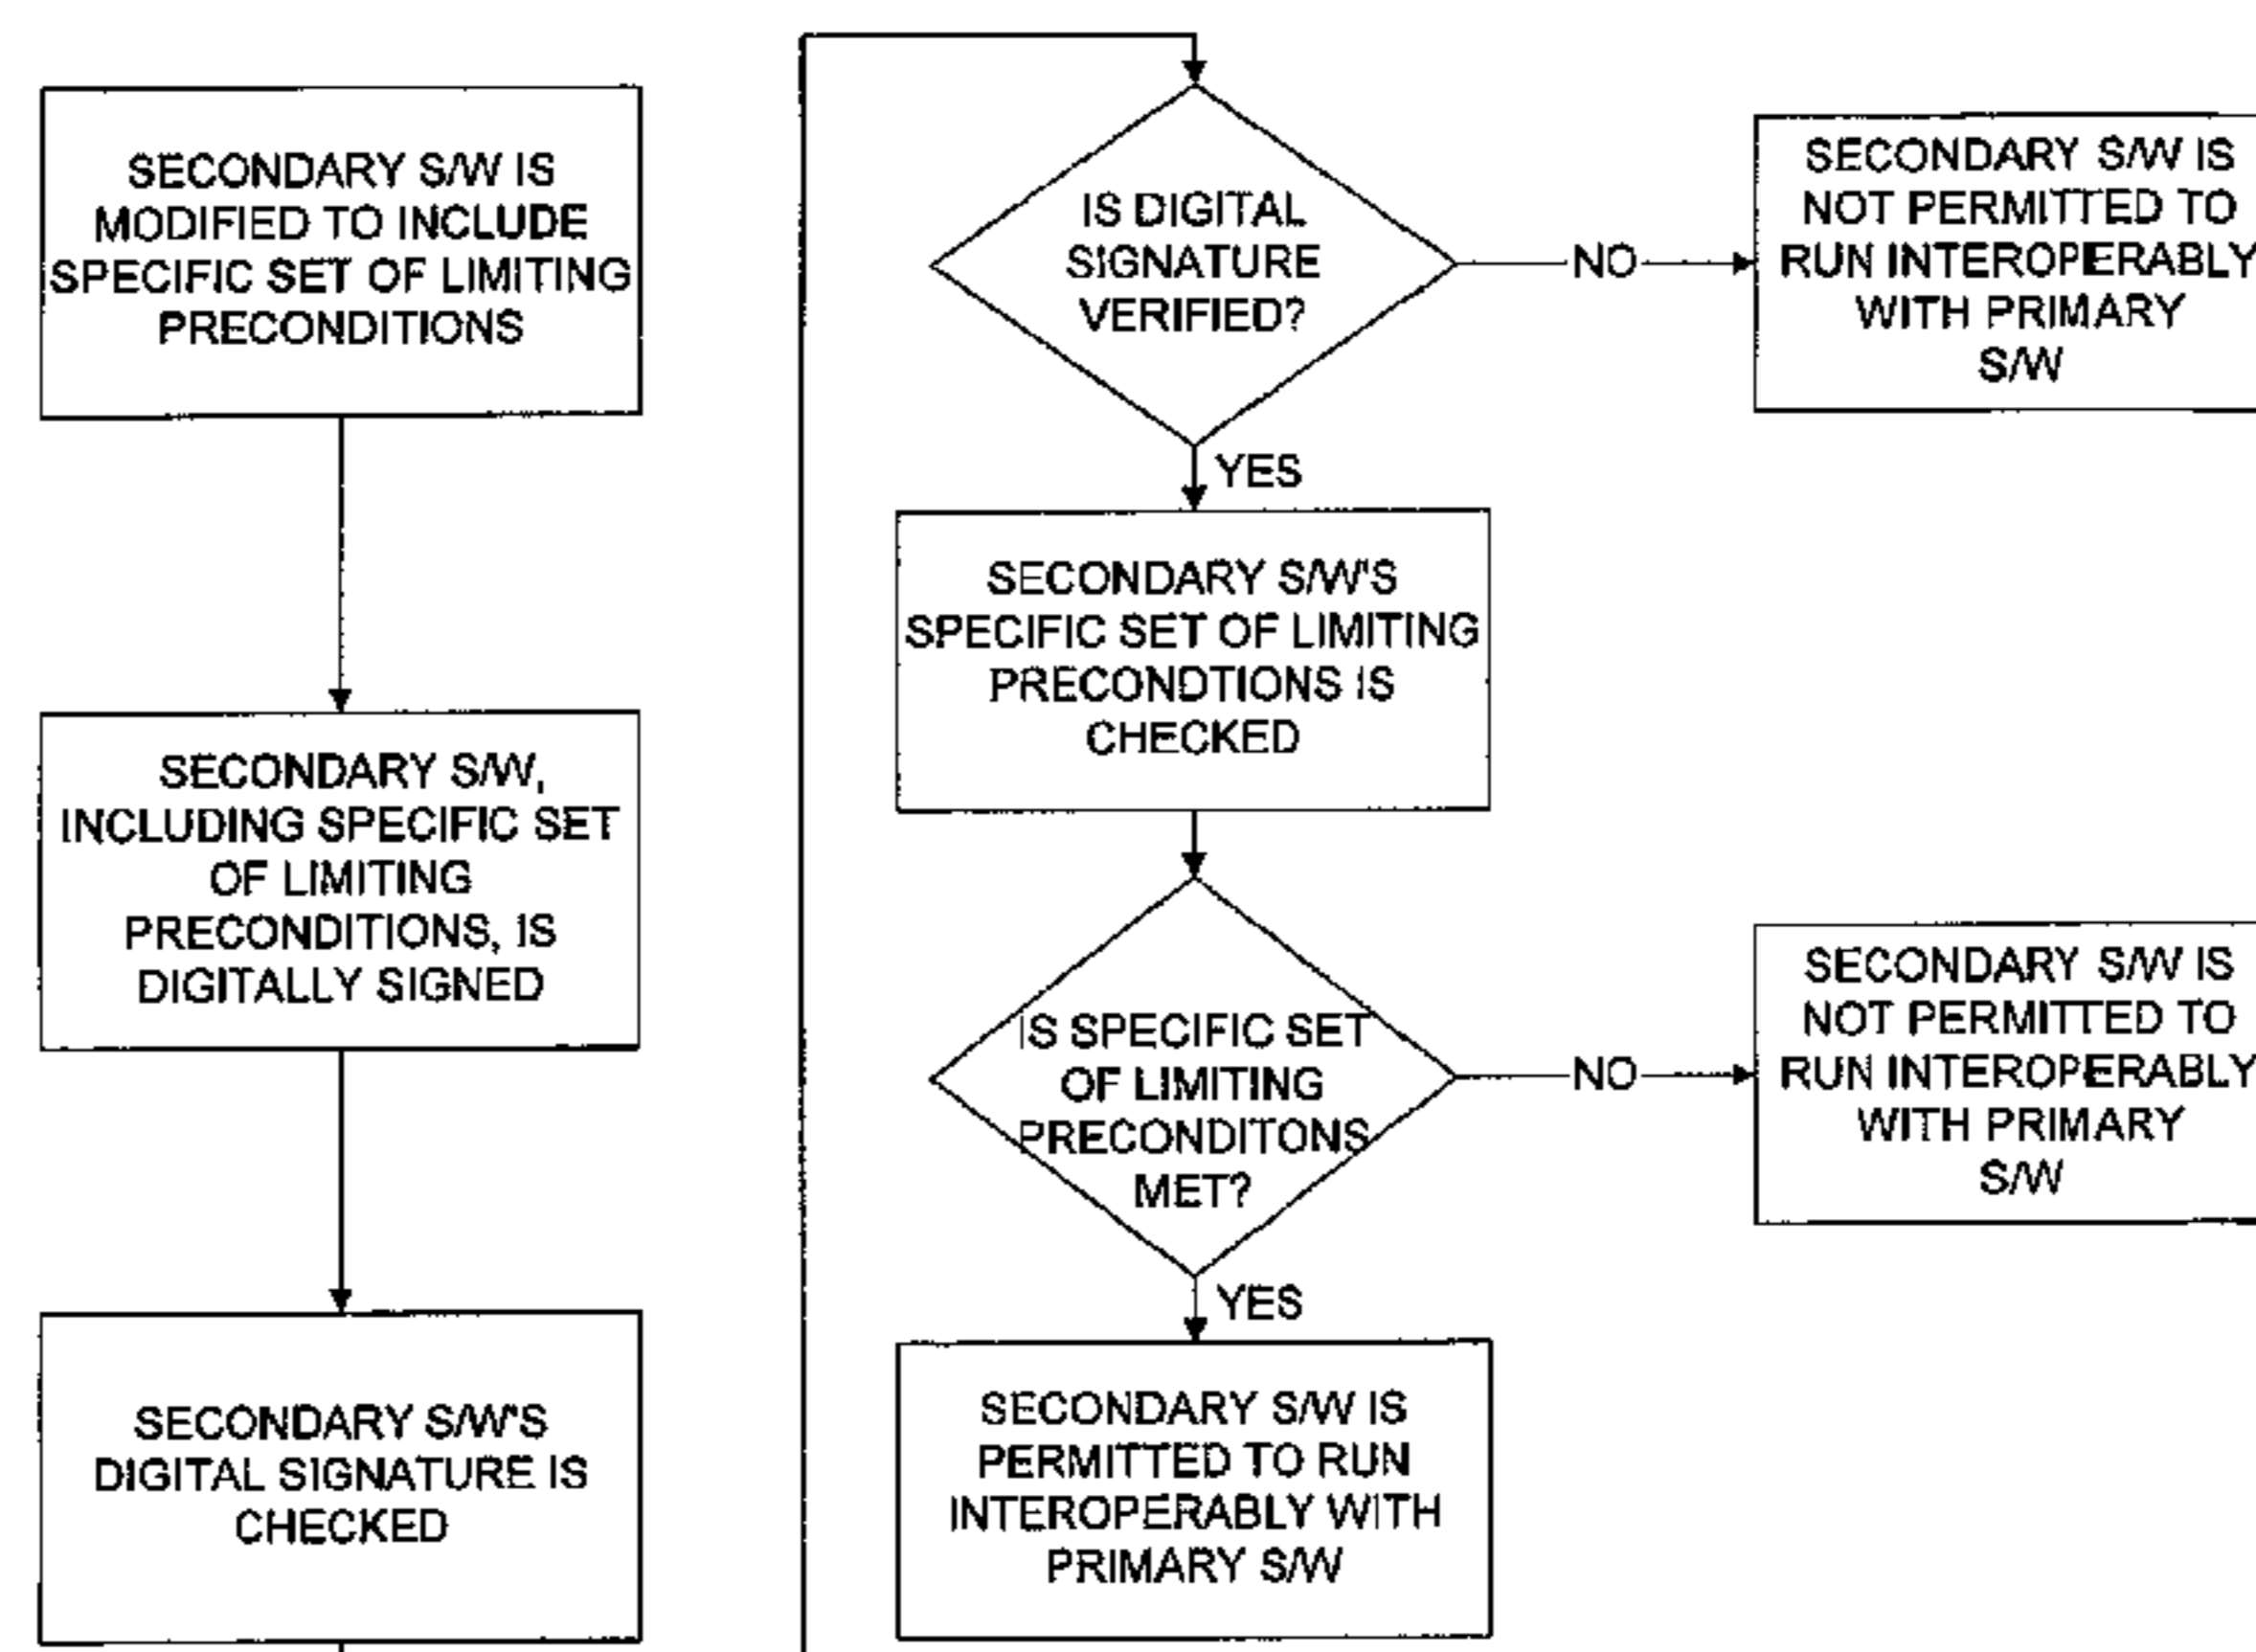 SECONDARY S/W IS
MODIFIED TO INCLUDE
SPECIFIC SET OF LIMITING
PRECONDITIONS
SECONDARY S/W,
INCLUDING SPECIFIC SET
OF LIMITING
PRECONDITIONS, IS
DIGITALLY SIGNED
SECONDARY S/W'S
DIGITAL SIGNATURE IS
CHECKED
IS DIGITAL
SIGNATURE
VERIFIED?
NO
SECONDARY S/W IS
NOT PERMITTED TO
RUN INTEROPERABLY
WITH PRIMARY
S/W
YES
SECONDARY S/W'S
SPECIFIC SET OF LIMITING
PRECONDTIONS IS
CHECKED
IS SPECIFIC SET
OF LIMITING
PRECONDITONS
MET?
NO
SECONDARY S/W IS
NOT PERMITTED TO
RUN INTEROPERABLY
WITH PRIMARY
S/W
YES
SECONDARY S/W IS
PERMITTED TO RUN
INTEROPERABLY WITH
PRIMARY S/W